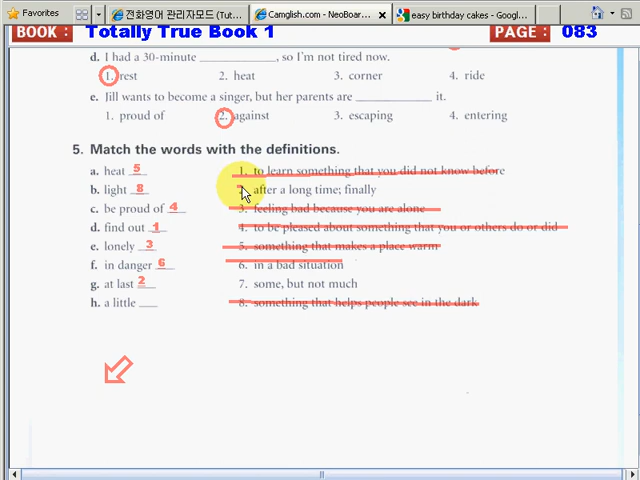 Favorites
전화영어 관리자모드 (Tut...
Camglish.com - NeoBoar...
easy birthday cakes - Googl...
BOOK : Totally True Book 1 PAGE : 083
d. I had a 30-minute ____________, so I'm not tired now.
1. rest 2. heat 3. corner 4. ride
e. Jill wants to become a singer, but her parents are ____________ it.
1. proud of 2. against 3. escaping 4. entering
5. Match the words with the definitions.
a. heat 5 1. to learn something that you did not know before
b. light 8 2. after a long time; finally
c. be proud of 4 3. feeling bad because you are alone
d. find out 1 4. to be pleased about something that you or others do or did
e. lonely 3 5. something that makes a place warm
f. in danger 6 6. in a bad situation
g. at last 2 7. some, but not much
h. a little ___ 8. something that helps people see in the dark